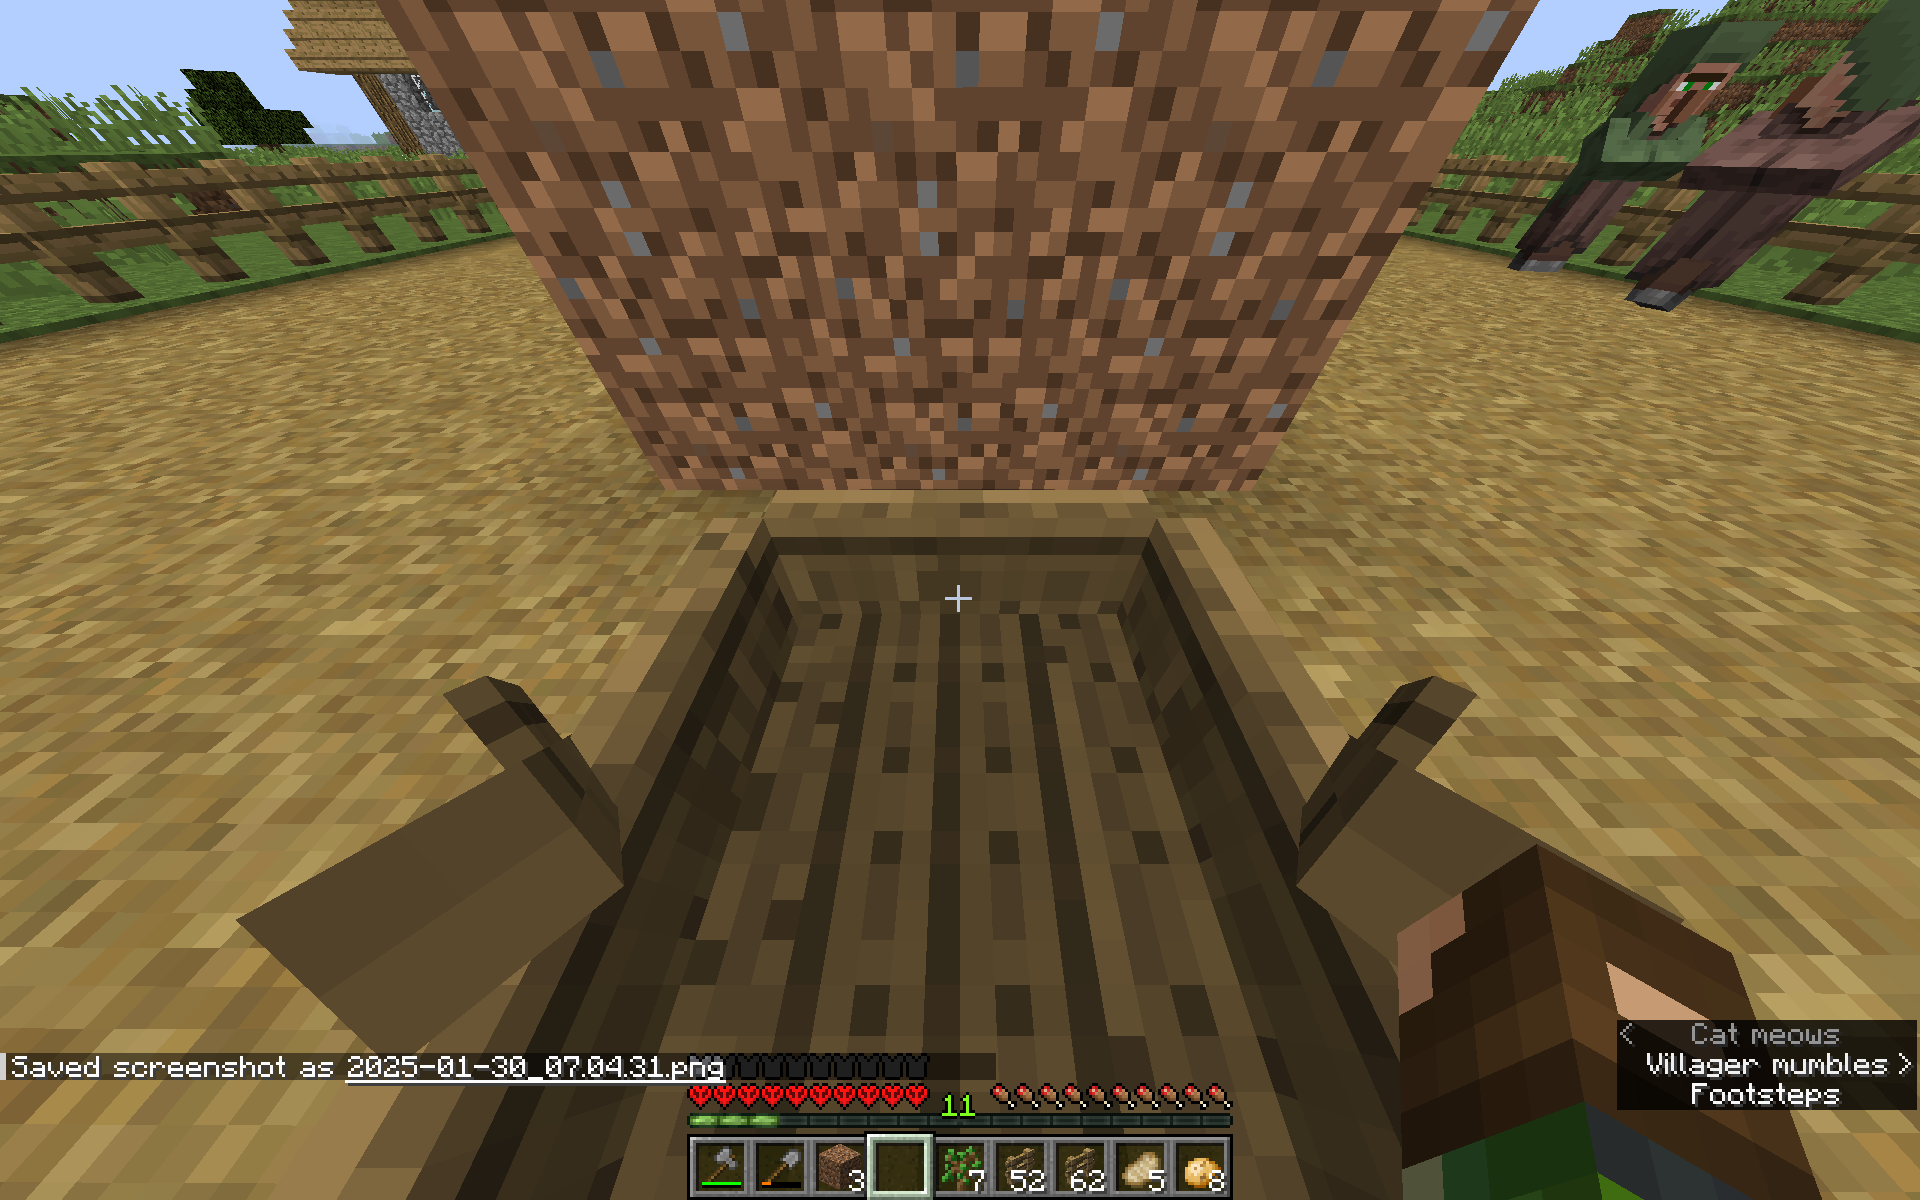 < Cat meows
Villager mumbles >
Footsteps
Saved screenshot as 2025-01-30_07.04.31.png
11
3
7
52
62
5
8